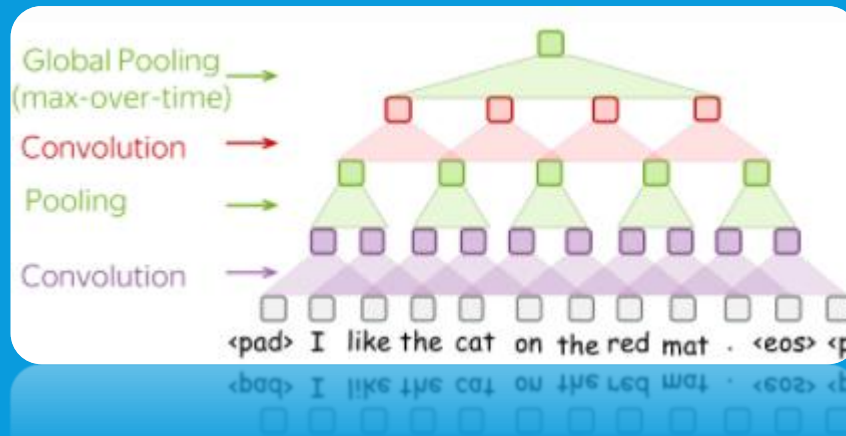 Global Pooling
(max-over-time)
Convolution
Pooling
Convolution
<pad> I like the cat on the red mat . <eos> <p